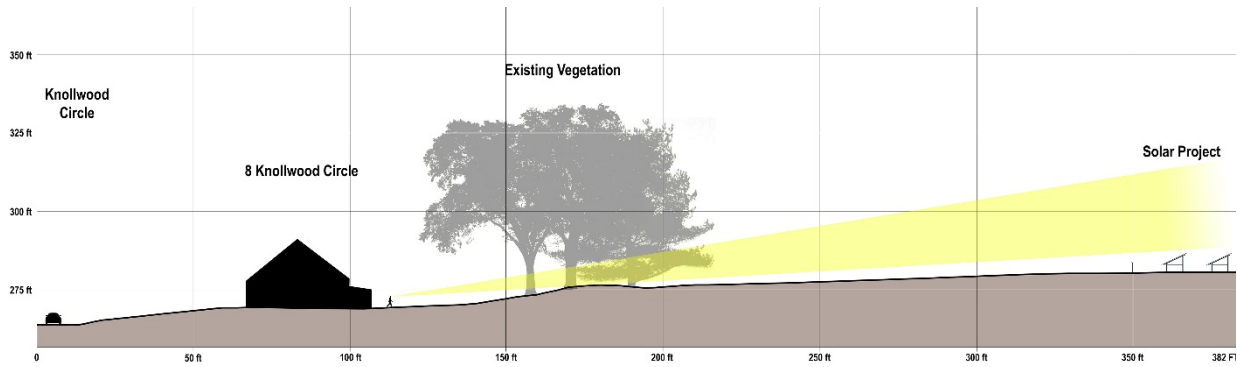 350 ft
Existing Vegetation
Knollwood
Circle
325 ft
Solar Project
8 Knollwood Circle
300 ft
275 ft
0
50 ft
100 ft
150 ft
200 ft
250 ft
300 ft
350 ft
382 FT